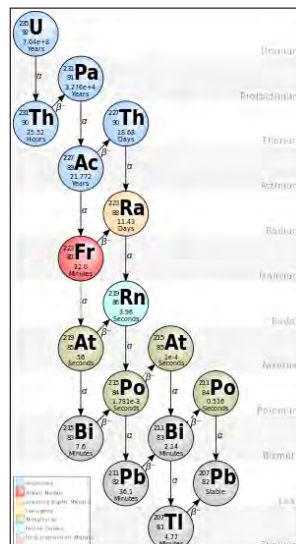 235
92
U
7.04e+8
Years
α
231
91
Pa
3.276e+4
Years
β⁻
231
90
Th
25.52
Hours
α
227
90
Th
18.68
Days
β⁻
227
89
Ac
21.772
Years
α
α
223
88
Ra
11.43
Days
β⁻
223
87
Fr
22.0
Minutes
α
α
219
86
Rn
3.96
Seconds
β⁻
219
85
At
56
Seconds
α
α
215
85
At
1e-4
Seconds
β⁻
215
84
Po
1.781e-3
Seconds
β⁻
215
83
Bi
7.6
Minutes
α
α
211
84
Po
0.516
Seconds
β⁻
211
83
Bi
2.14
Minutes
β⁻
211
82
Pb
36.1
Minutes
α
α
207
82
Pb
Stable
β⁻
207
81
Tl
4.77
Minutes